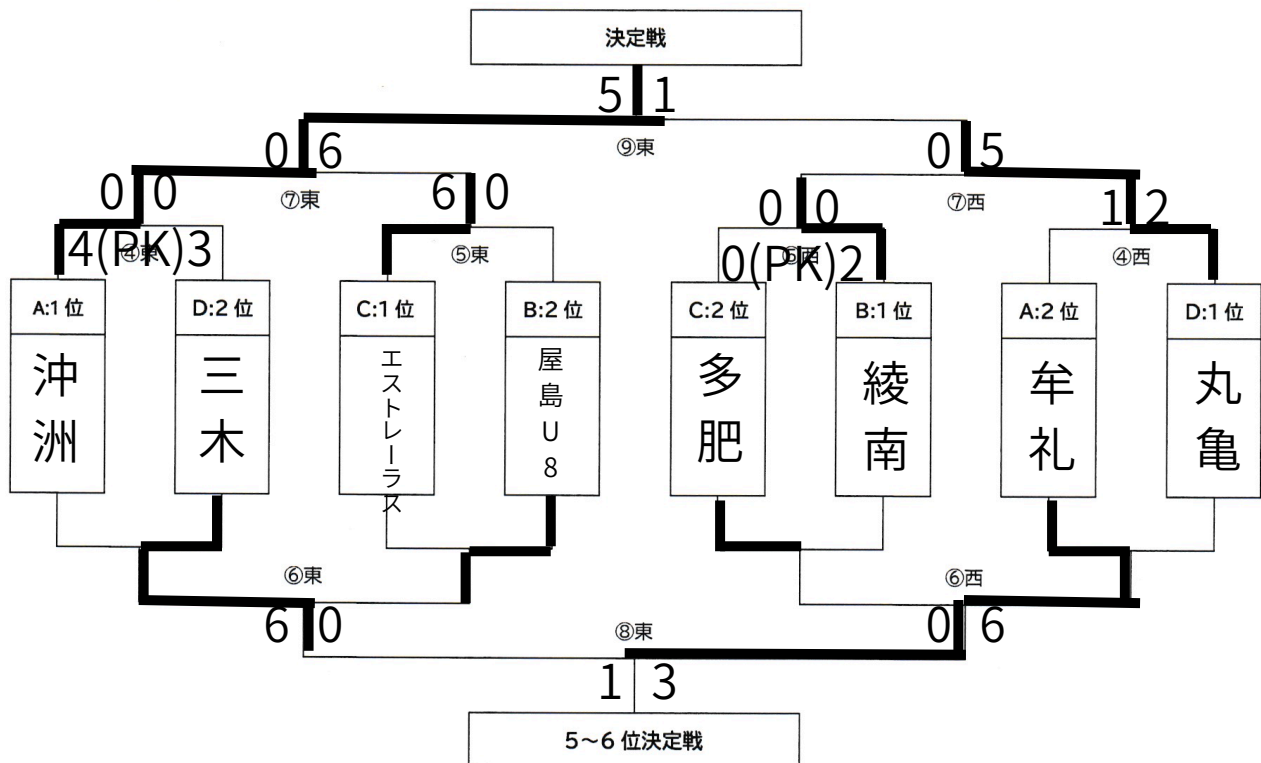 決定戦
5 1
⑨東
0 6
0 5
0 0
⑦東
6 0
0 0
⑦西
1 2
4(PK)3
④東
⑤東
0(PK)2
④西
A:1位
D:2位
C:1位
B:2位
C:2位
B:1位
A:2位
D:1位
沖洲
三木
エストレーラス
屋島U8
多肥
綾南
牟礼
丸亀
⑥東
⑥西
6 0
⑧東
0 6
1 3
5～6位決定戦